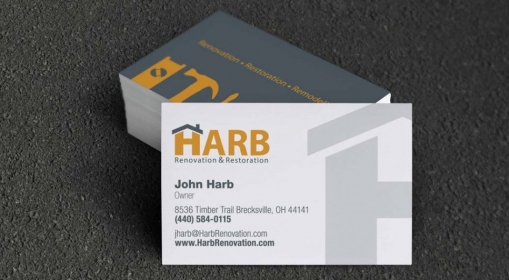 Renovation • Restoration • Remodel
HARB
Renovation & Restoration
John Harb
Owner
8536 Timber Trail Brecksville, OH 44141
(440) 584-0115
jharb@HarbRenovation.com
www.HarbRenovation.com